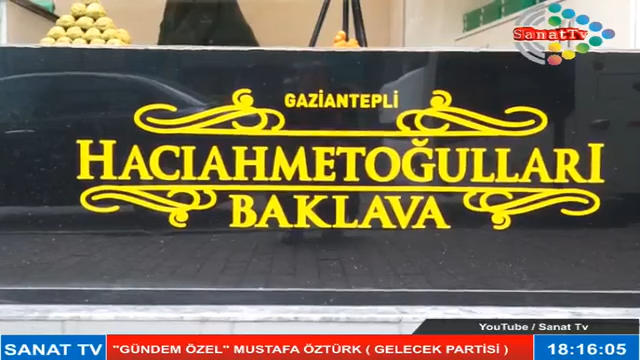 SanatTv
GAZİANTEPLİ
HACIAHMETOĞULLARI
BAKLAVA
YouTube / Sanat Tv
SANAT TV "GÜNDEM ÖZEL" MUSTAFA ÖZTÜRK ( GELECEK PARTİSİ ) 18:16:05